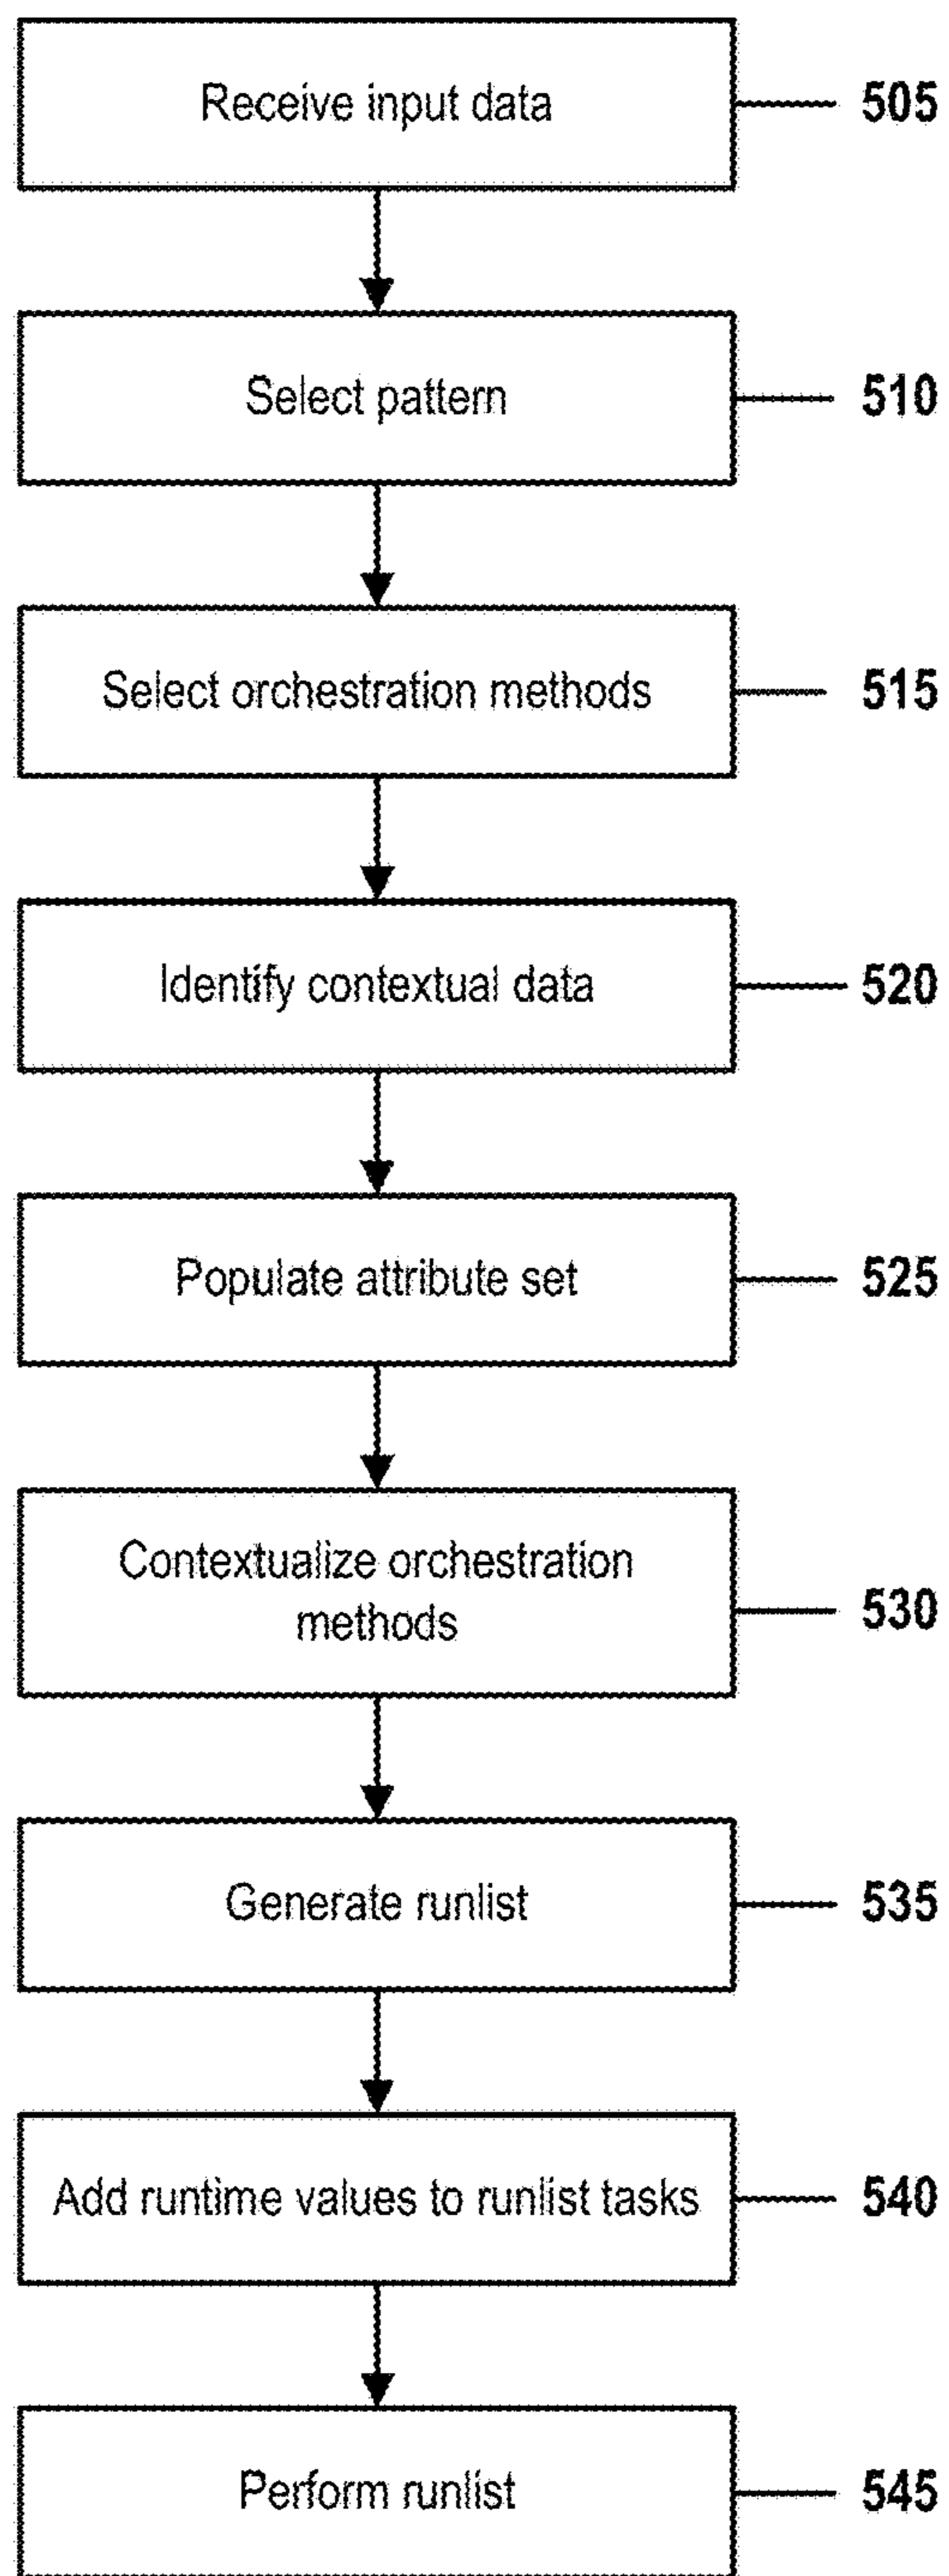 Receive input data
505
Select pattern
510
Select orchestration methods
515
Identify contextual data
520
Populate attribute set
525
Contextualize orchestration
methods
530
Generate runlist
535
Add runtime values to runlist tasks
540
Perform runlist
545